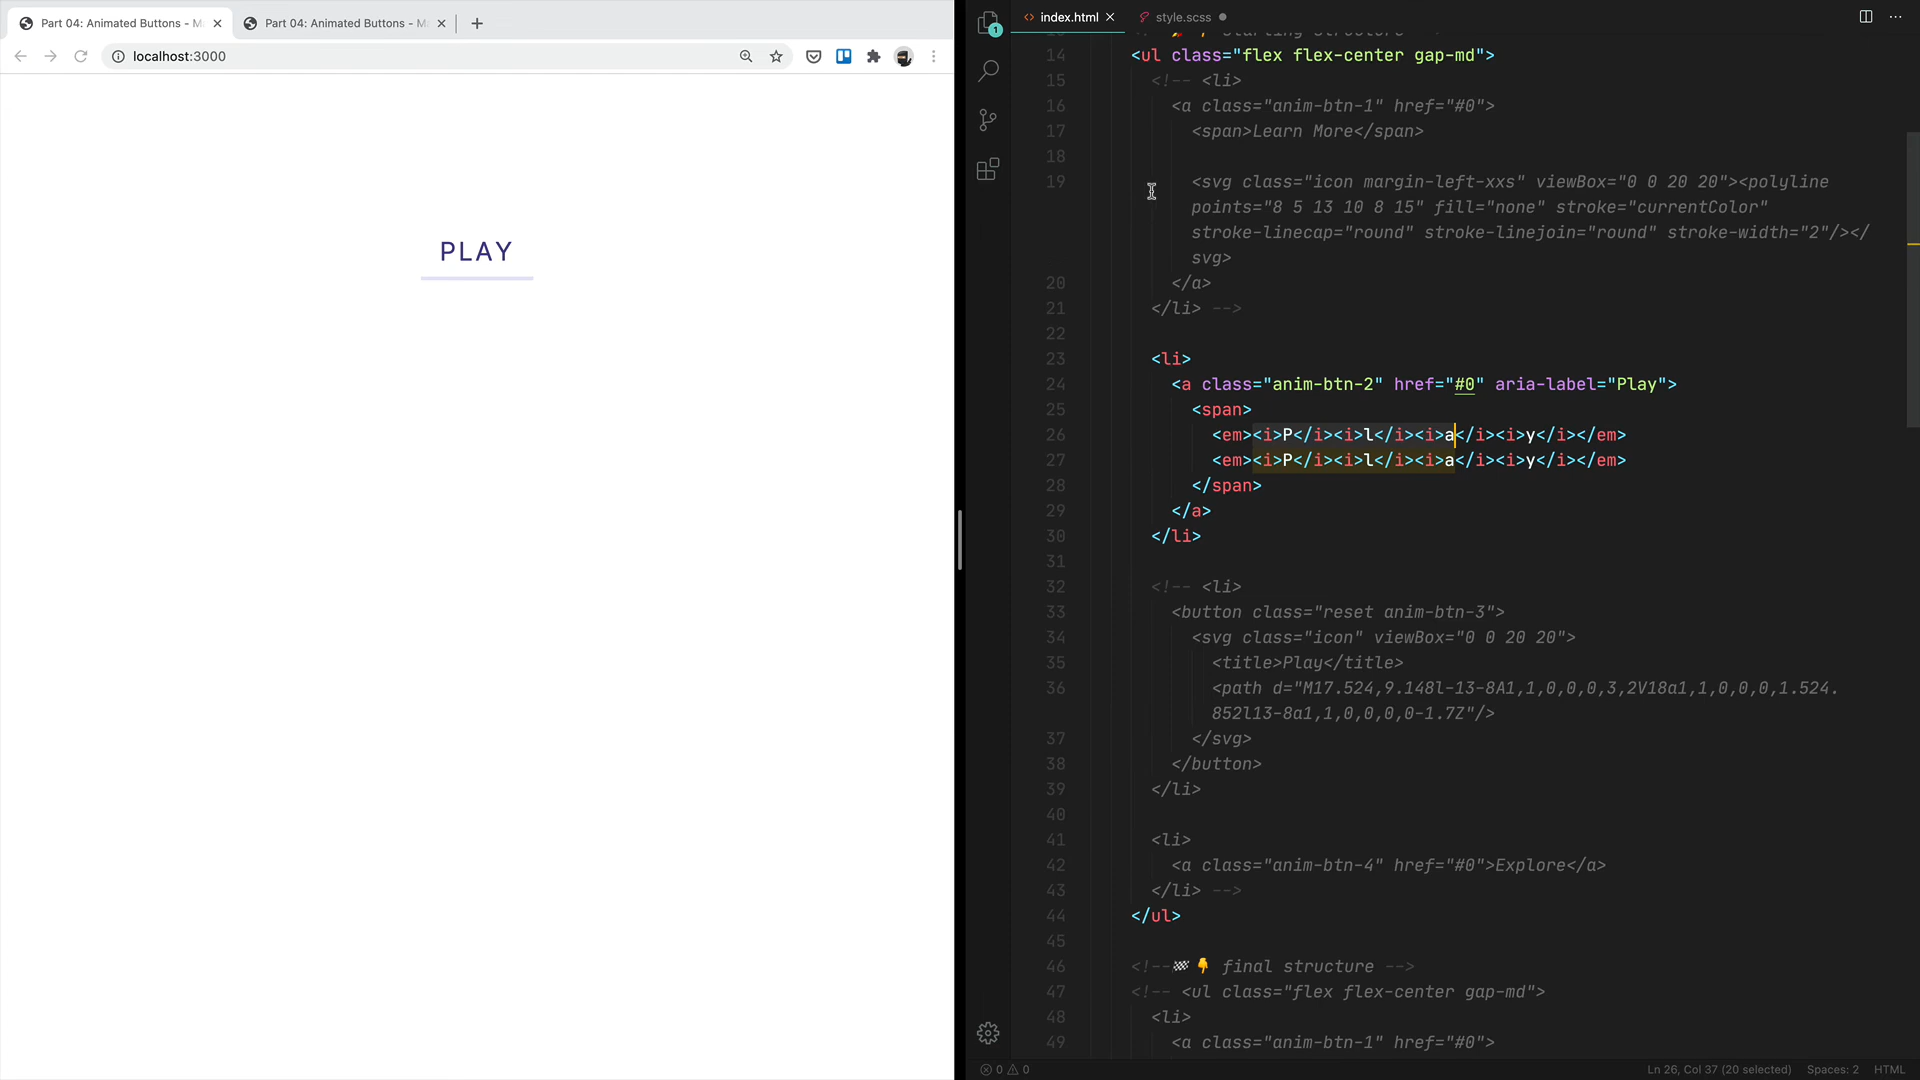 Part 04: Animated Buttons - M
Part 04: Animated Buttons - M
localhost:3000
PLAY
1
index.html
style.scss
14 <ul class="flex flex-center gap-md">
15 <!-- <li>
16 <a class="anim-btn-1" href="#0">
17 <span>Learn More</span>
18
19 <svg class="icon margin-left-xxs" viewBox="0 0 20 20"><polyline
points="8 5 13 10 8 15" fill="none" stroke="currentColor"
stroke-linecap="round" stroke-linejoin="round" stroke-width="2"/></
svg>
20 </a>
21 </li> -->
22
23 <li>
24 <a class="anim-btn-2" href="#0" aria-label="Play">
25 <span>
26 <em><i>P</i><i>l</i><i>a</i><i>y</i></em>
27 <em><i>P</i><i>l</i><i>a</i><i>y</i></em>
28 </span>
29 </a>
30 </li>
31
32 <!-- <li>
33 <button class="reset anim-btn-3">
34 <svg class="icon" viewBox="0 0 20 20">
35 <title>Play</title>
36 <path d="M17.524,9.148l-13-8A1,1,0,0,0,3,2V18a1,1,0,0,0,1.524.
852l13-8a1,1,0,0,0,0-1.7Z"/>
37 </svg>
38 </button>
39 </li>
40
41 <li>
42 <a class="anim-btn-4" href="#0">Explore</a>
43 </li> -->
44 </ul>
45
46 <!--🏁👇 final structure -->
47 <!-- <ul class="flex flex-center gap-md">
48 <li>
49 <a class="anim-btn-1" href="#0">
0 0
Ln 26, Col 37 (20 selected) Spaces: 2 HTML